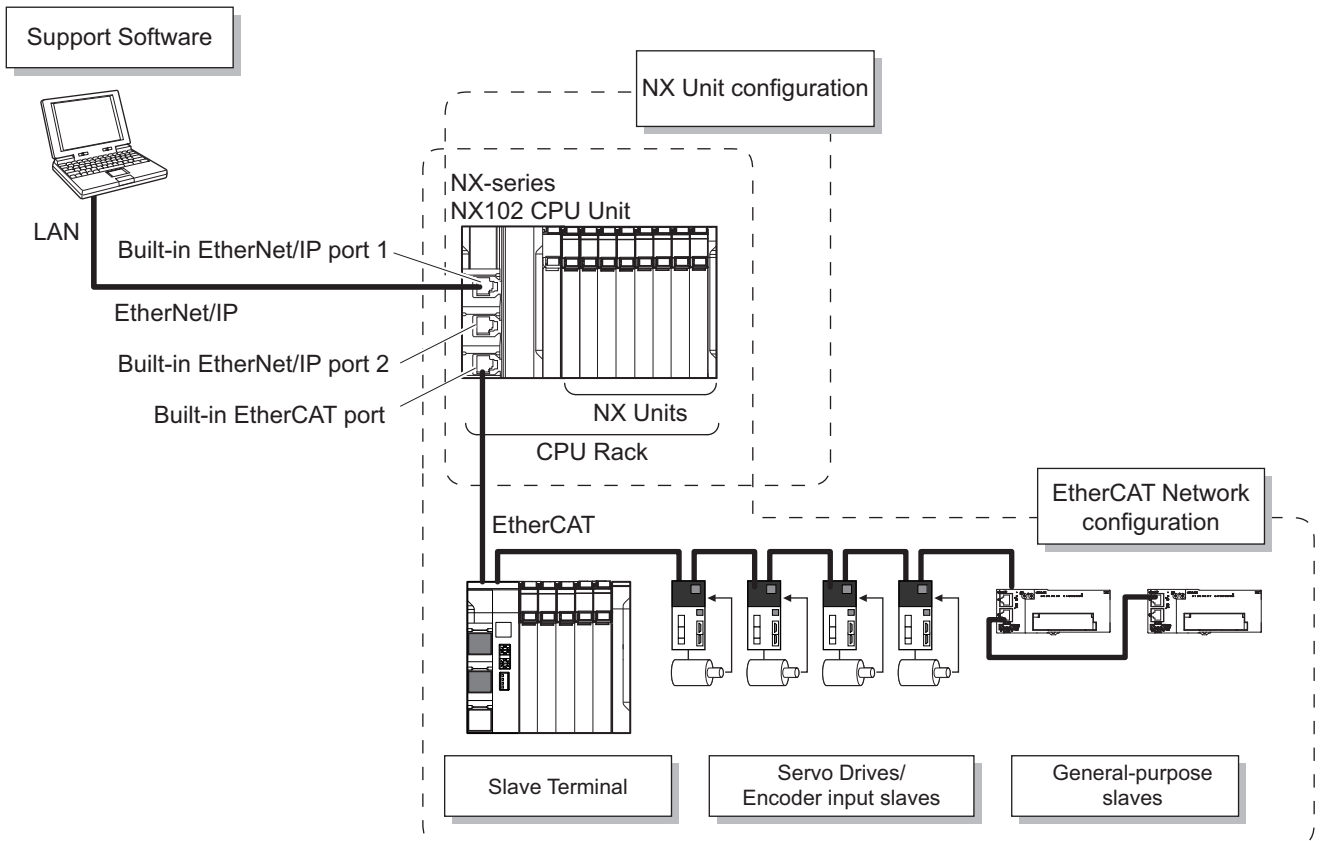 Support Software
NX Unit configuration
NX-series
NX102 CPU Unit
LAN
Built-in EtherNet/IP port 1
EtherNet/IP
Built-in EtherNet/IP port 2
Built-in EtherCAT port
NX Units
CPU Rack
EtherCAT Network
configuration
EtherCAT
Slave Terminal
Servo Drives/
Encoder input slaves
General-purpose
slaves